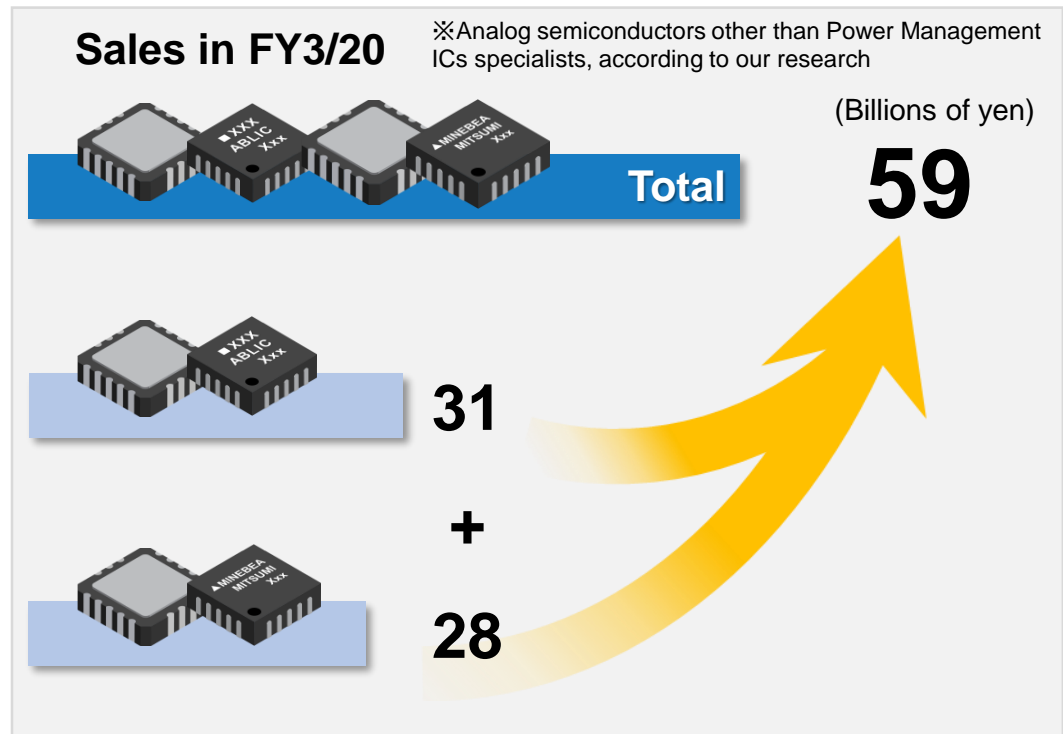 Sales in FY3/20
※Analog semiconductors other than Power Management
ICs specialists, according to our research
(Billions of yen)
■XXX
ABLIC
Xxx
▲MINEBEA
MITSUMI
Xxx
Total
59
■XXX
ABLIC
Xxx
31
+
▲MINEBEA
MITSUMI
Xxx
28